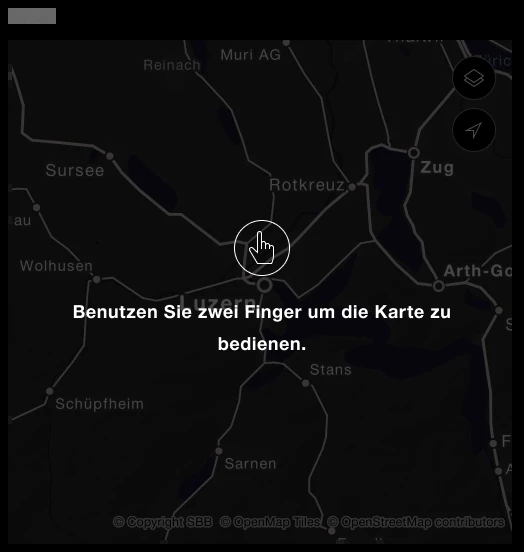 Muri AG
Reinach
Sursee
Zug
Rotkreuz
au
Wolhusen
Arth-Go
Luzern
Benutzen Sie zwei Finger um die Karte zu
bedienen.
Stans
Schüpfheim
F
Sarnen
A
© Copyright SBB © OpenMap Tiles © OpenStreetMap contributors